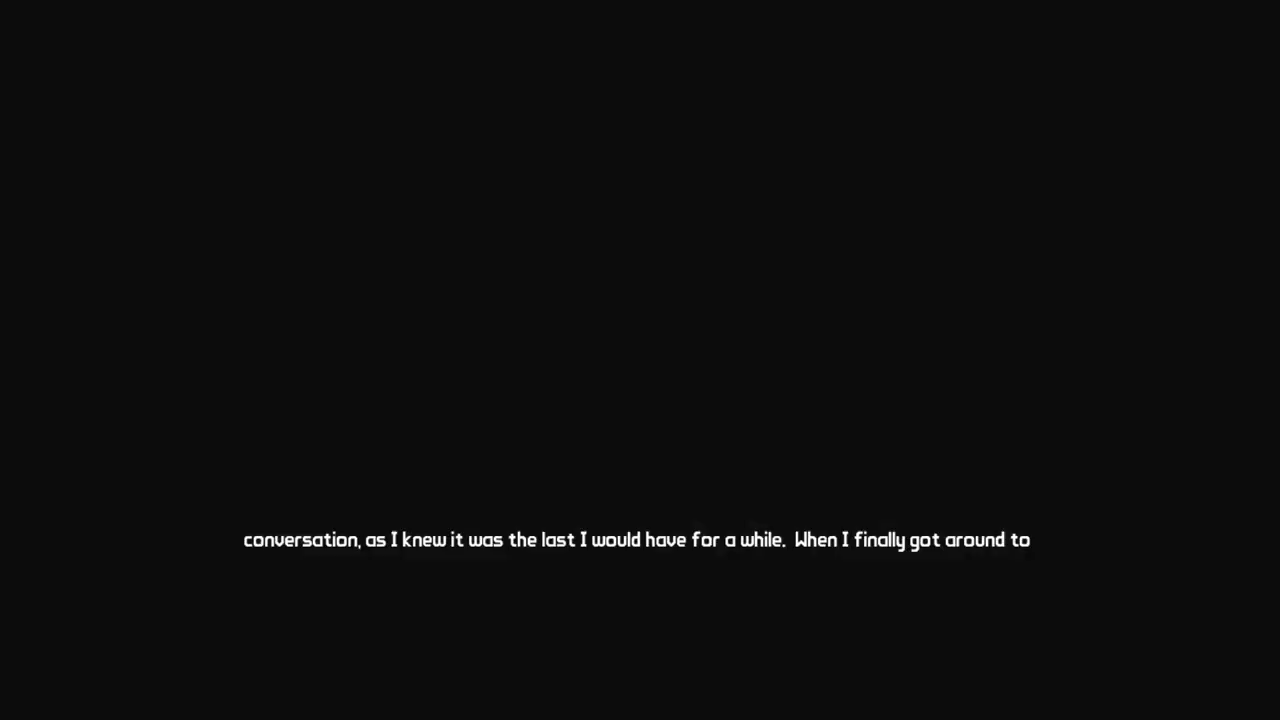 conversation, as I knew it was the last I would have for a while.  When I finally got around to